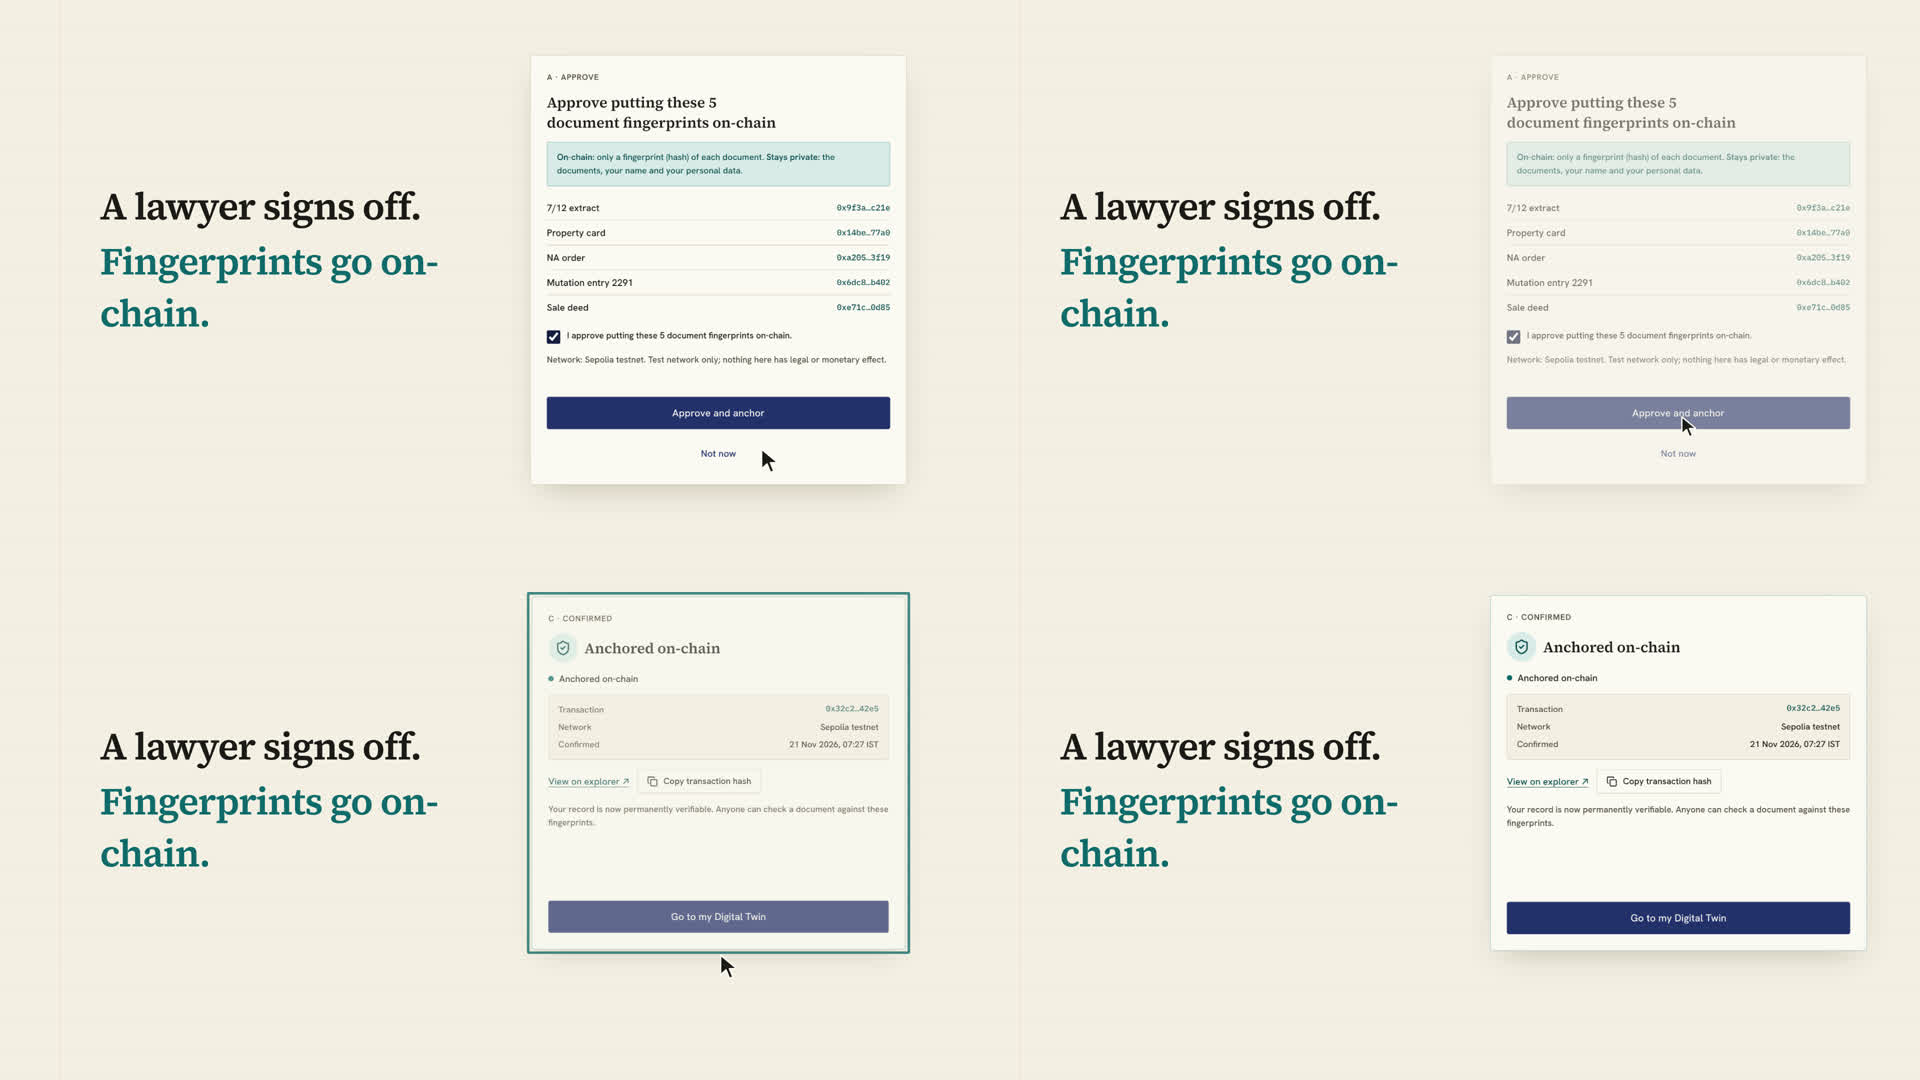 A lawyer signs off.
Fingerprints go on-
chain.
A · APPROVE
Approve putting these 5
document fingerprints on-chain
On-chain: only a fingerprint (hash) of each document. Stays private: the
documents, your name and your personal data.
7/12 extract 0x9f3a…c21e
Property card 0x14be…77a0
NA order 0xa205…3f19
Mutation entry 2291 0x6dc8…b402
Sale deed 0xe71c…0d85
I approve putting these 5 document fingerprints on-chain.
Network: Sepolia testnet. Test network only; nothing here has legal or monetary effect.
Approve and anchor
Not now
A lawyer signs off.
Fingerprints go on-
chain.
A · APPROVE
Approve putting these 5
document fingerprints on-chain
On-chain: only a fingerprint (hash) of each document. Stays private: the
documents, your name and your personal data.
7/12 extract 0x9f3a…c21e
Property card 0x14be…77a0
NA order 0xa205…3f19
Mutation entry 2291 0x6dc8…b402
Sale deed 0xe71c…0d85
I approve putting these 5 document fingerprints on-chain.
Network: Sepolia testnet. Test network only; nothing here has legal or monetary effect.
Approve and anchor
Not now
A lawyer signs off.
Fingerprints go on-
chain.
C · CONFIRMED
Anchored on-chain
Anchored on-chain
Transaction 0x32c2…42e5
Network Sepolia testnet
Confirmed 21 Nov 2026, 07:27 IST
View on explorer ↗ Copy transaction hash
Your record is now permanently verifiable. Anyone can check a document against these
fingerprints.
Go to my Digital Twin
A lawyer signs off.
Fingerprints go on-
chain.
C · CONFIRMED
Anchored on-chain
Anchored on-chain
Transaction 0x32c2…42e5
Network Sepolia testnet
Confirmed 21 Nov 2026, 07:27 IST
View on explorer ↗ Copy transaction hash
Your record is now permanently verifiable. Anyone can check a document against these
fingerprints.
Go to my Digital Twin